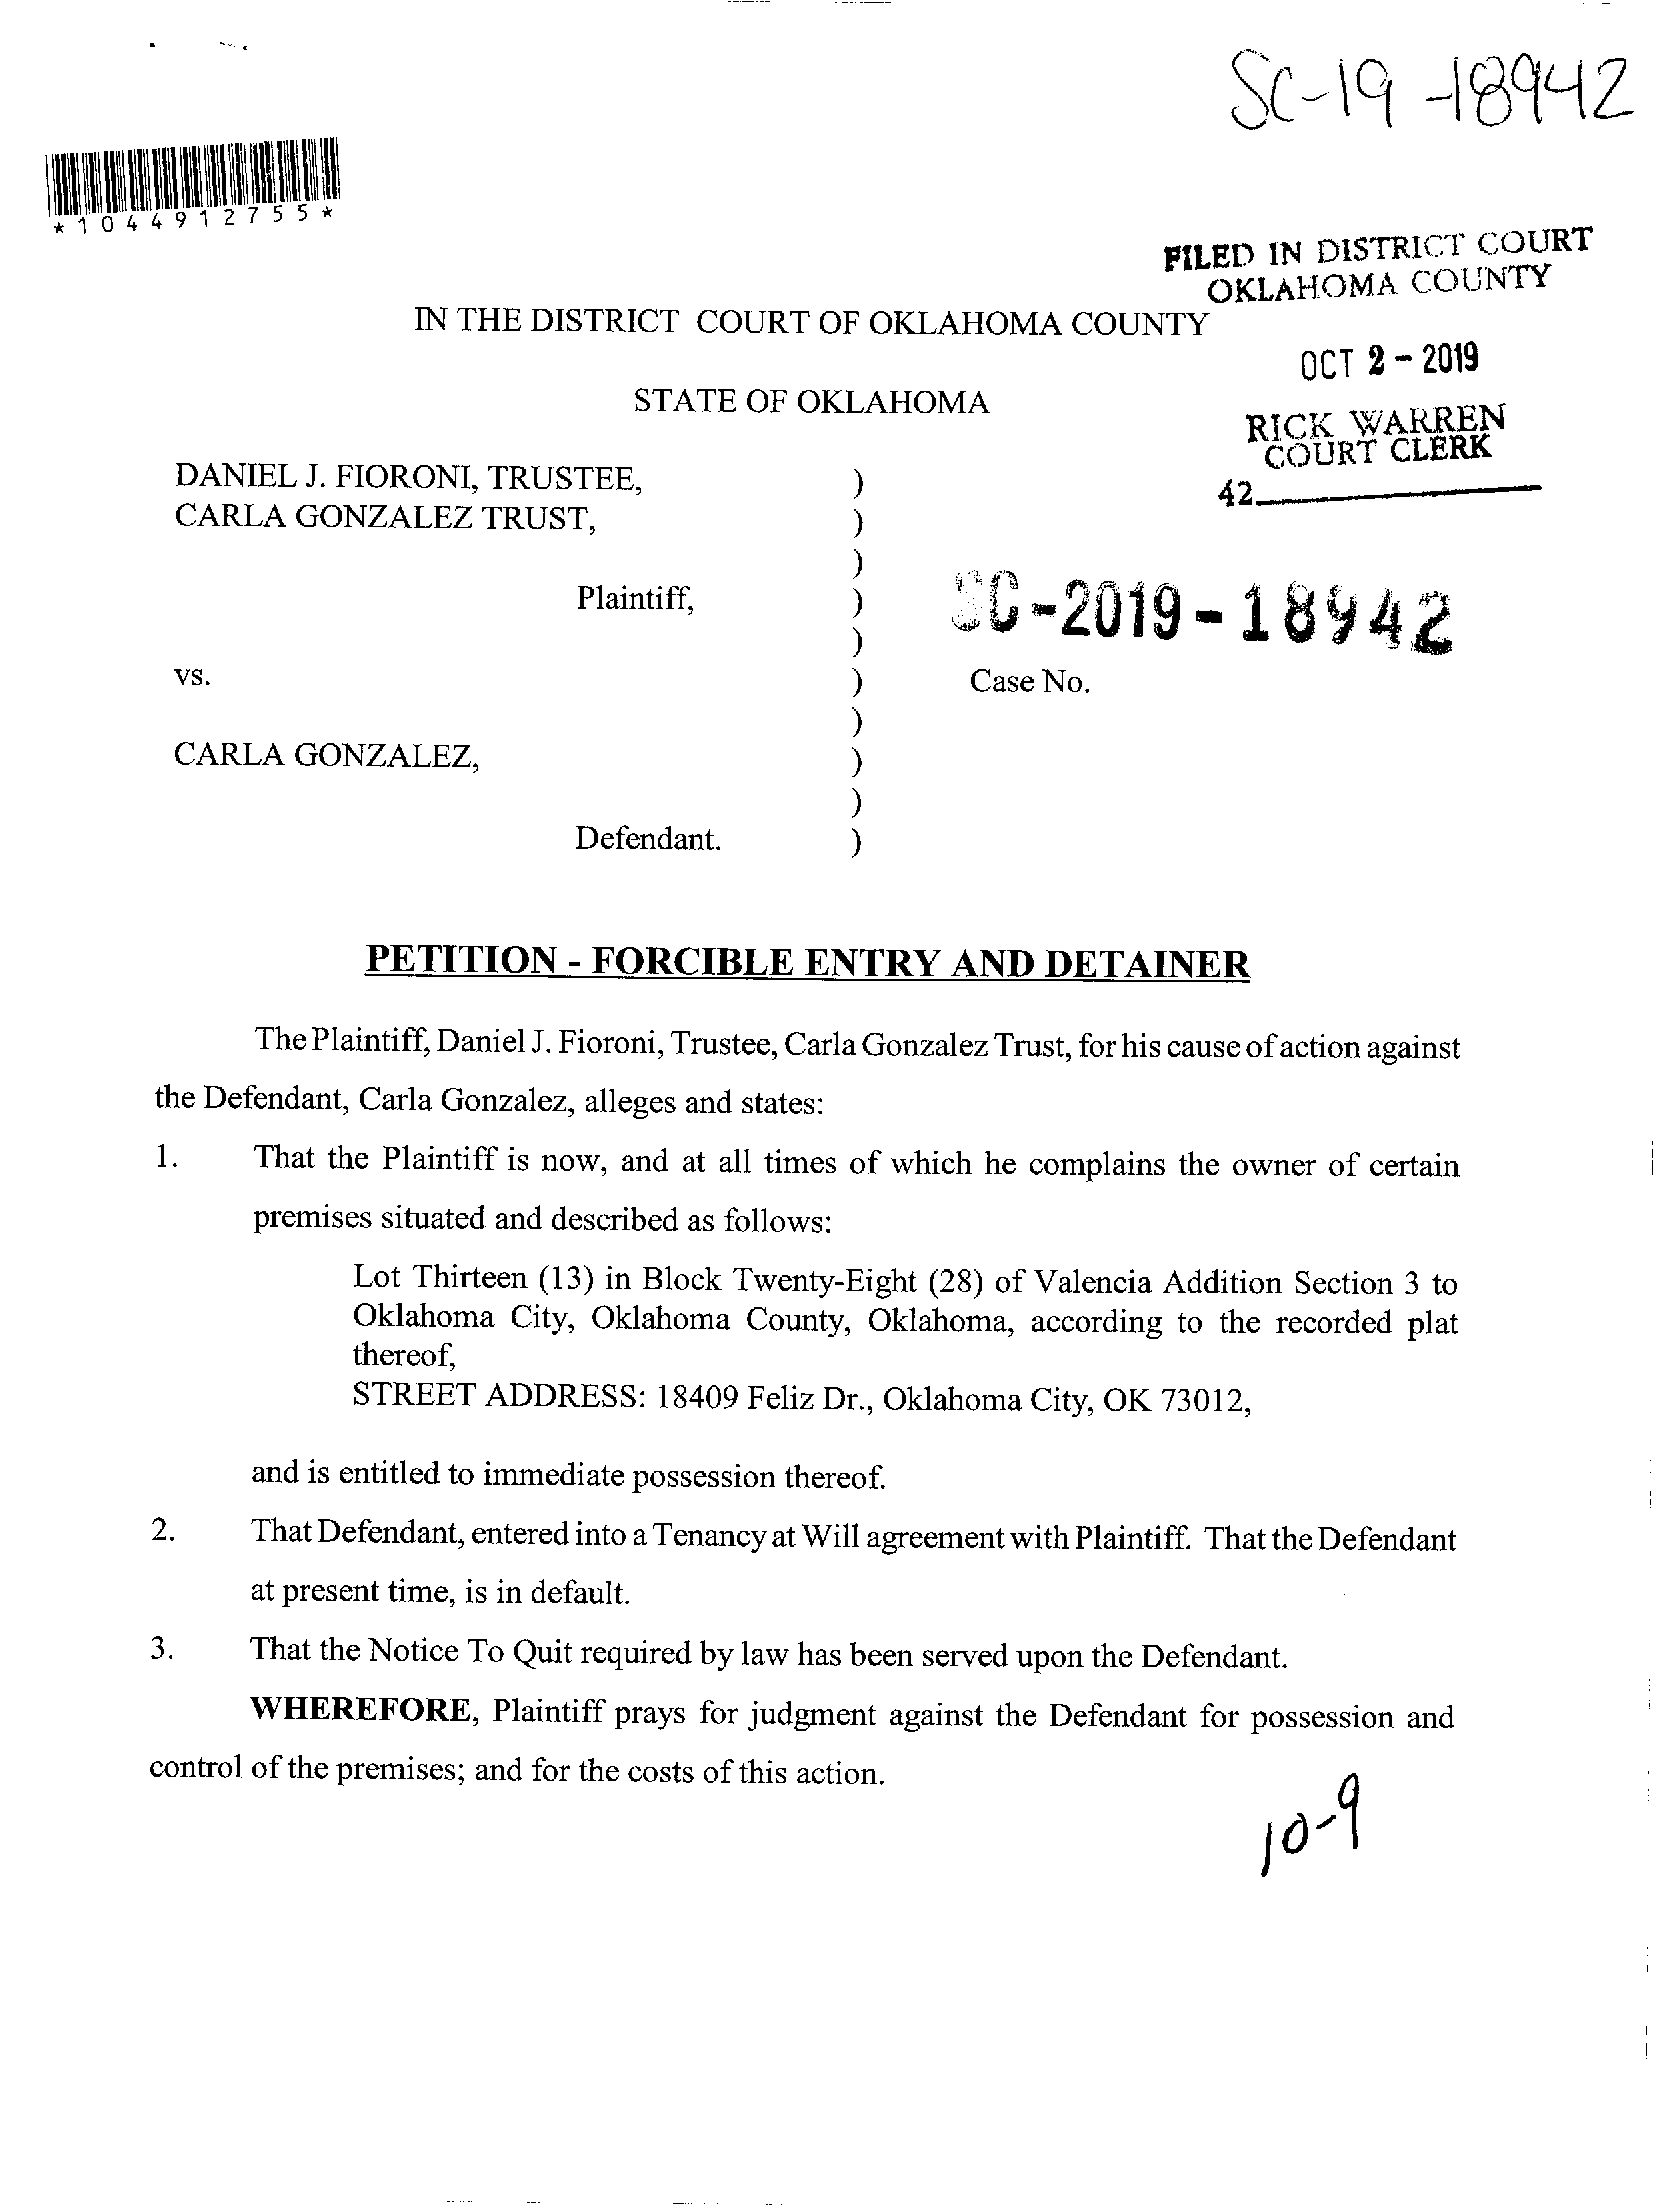 SC-19-18942
*1044912755*
FILED IN DISTRICT COURT
OKLAHOMA COUNTY
IN THE DISTRICT COURT OF OKLAHOMA COUNTY
OCT 2 - 2019
STATE OF OKLAHOMA
RICK WARREN
COURT CLERK
42
DANIEL J. FIORONI, TRUSTEE, )
CARLA GONZALEZ TRUST, )
)
Plaintiff, )
SC-2019-18942
)
vs. ) Case No.
)
CARLA GONZALEZ, )
)
Defendant. )
PETITION - FORCIBLE ENTRY AND DETAINER
The Plaintiff, Daniel J. Fioroni, Trustee, Carla Gonzalez Trust, for his cause of action against
the Defendant, Carla Gonzalez, alleges and states:
1. That the Plaintiff is now, and at all times of which he complains the owner of certain
premises situated and described as follows:
Lot Thirteen (13) in Block Twenty-Eight (28) of Valencia Addition Section 3 to
Oklahoma City, Oklahoma County, Oklahoma, according to the recorded plat
thereof,
STREET ADDRESS: 18409 Feliz Dr., Oklahoma City, OK 73012,
and is entitled to immediate possession thereof.
2. That Defendant, entered into a Tenancy at Will agreement with Plaintiff. That the Defendant
at present time, is in default.
3. That the Notice To Quit required by law has been served upon the Defendant.
WHEREFORE, Plaintiff prays for judgment against the Defendant for possession and
control of the premises; and for the costs of this action.
10-9